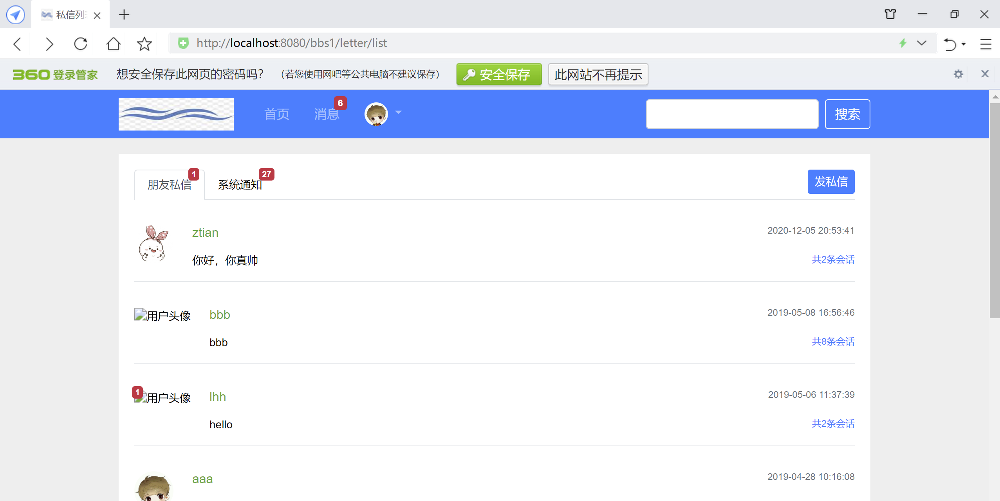 私信列
http://localhost:8080/bbs1/letter/list
360登录管家 想安全保存此网页的密码吗？ （若您使用网吧等公共电脑不建议保存） 安全保存 此网站不再提示
首页 消息 6 搜索
朋友私信 1 系统通知 27 发私信
ztian 2020-12-05 20:53:41
你好，你真帅 共2条会话
用户头像 bbb 2019-05-08 16:56:46
bbb 共8条会话
1 用户头像 lhh 2019-05-06 11:37:39
hello 共2条会话
aaa 2019-04-28 10:16:08